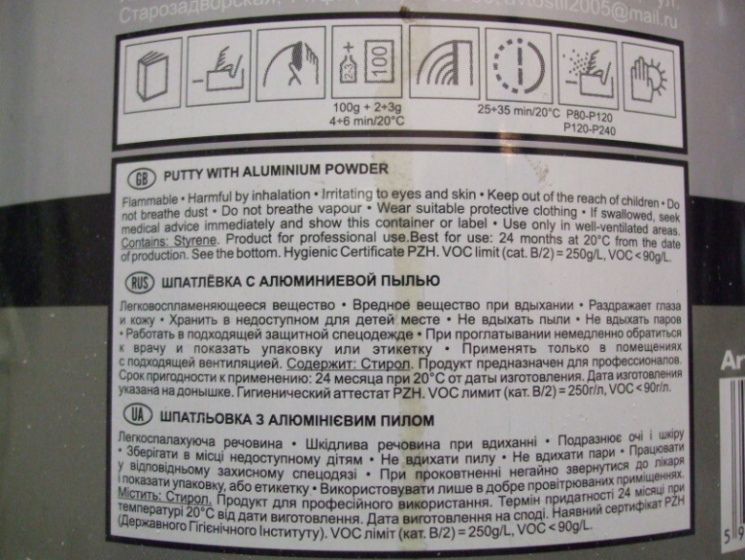 Старозадворская,
avtostil2005@mail.ru
100g + 2÷3g
4÷6 min/20°C
25÷35 min/20°C
P80-P120
P120-P240
2-3
100
GB PUTTY WITH ALUMINIUM POWDER
Flammable • Harmful by inhalation • Irritating to eyes and skin • Keep out of the reach of children • Do
not breathe dust • Do not breathe vapour • Wear suitable protective clothing • If swallowed, seek
medical advice immediately and show this container or label • Use only in well-ventilated areas.
Contains: Styrene. Product for professional use.Best for use: 24 months at 20°C from the date
of production. See the bottom. Hygienic Certificate PZH. VOC limit (cat. B/2) = 250g/L, VOC < 90g/L.
RUS ШПАТЛЁВКА С АЛЮМИНИЕВОЙ ПЫЛЬЮ
Легковоспламеняющееся вещество • Вредное вещество при вдыхании • Раздражает глаза
и кожу • Хранить в недоступном для детей месте • Не вдыхать пыли • Не вдыхать паров
• Работать в подходящей защитной спецодежде • При проглатывании немедленно обратиться
к врачу и показать упаковку или этикетку • Применять только в помещениях
с подходящей вентиляцией. Содержит: Стирол. Продукт предназначен для профессионалов.
Срок пригодности к применению: 24 месяца при 20°C от даты изготовления. Дата изготовления
указана на донышке. Гигиенический аттестат PZH. VOC лимит (кат. B/2) = 250г/л, VOC < 90г/л.
UA ШПАТЛЬОВКА З АЛЮМІНІЄВИМ ПИЛОМ
Легкоспалахуюча речовина • Шкідлива речовина при вдиханні • Подразнює очі і шкіру
• Зберігати в місці недоступному дітям • Не вдихати пилу • Не вдихати пари • Працювати
у відповідному захисному спецодязі • При проковтненні негайно звернутися до лікаря
і показати упаковку, або етикетку • Використовувати лише в добре провітрюваних приміщеннях.
Містить: Стирол. Продукт для професійного використання. Термін придатності 24 місяці при
температурі 20°C від дати виготовлення. Дата виготовлення на споді. Наявний сертифікат PZH
(Державного Гігієнічного Інституту). VOC ліміт (кат. B/2) = 250g/L, VOC < 90g/L.
Ar
5 9